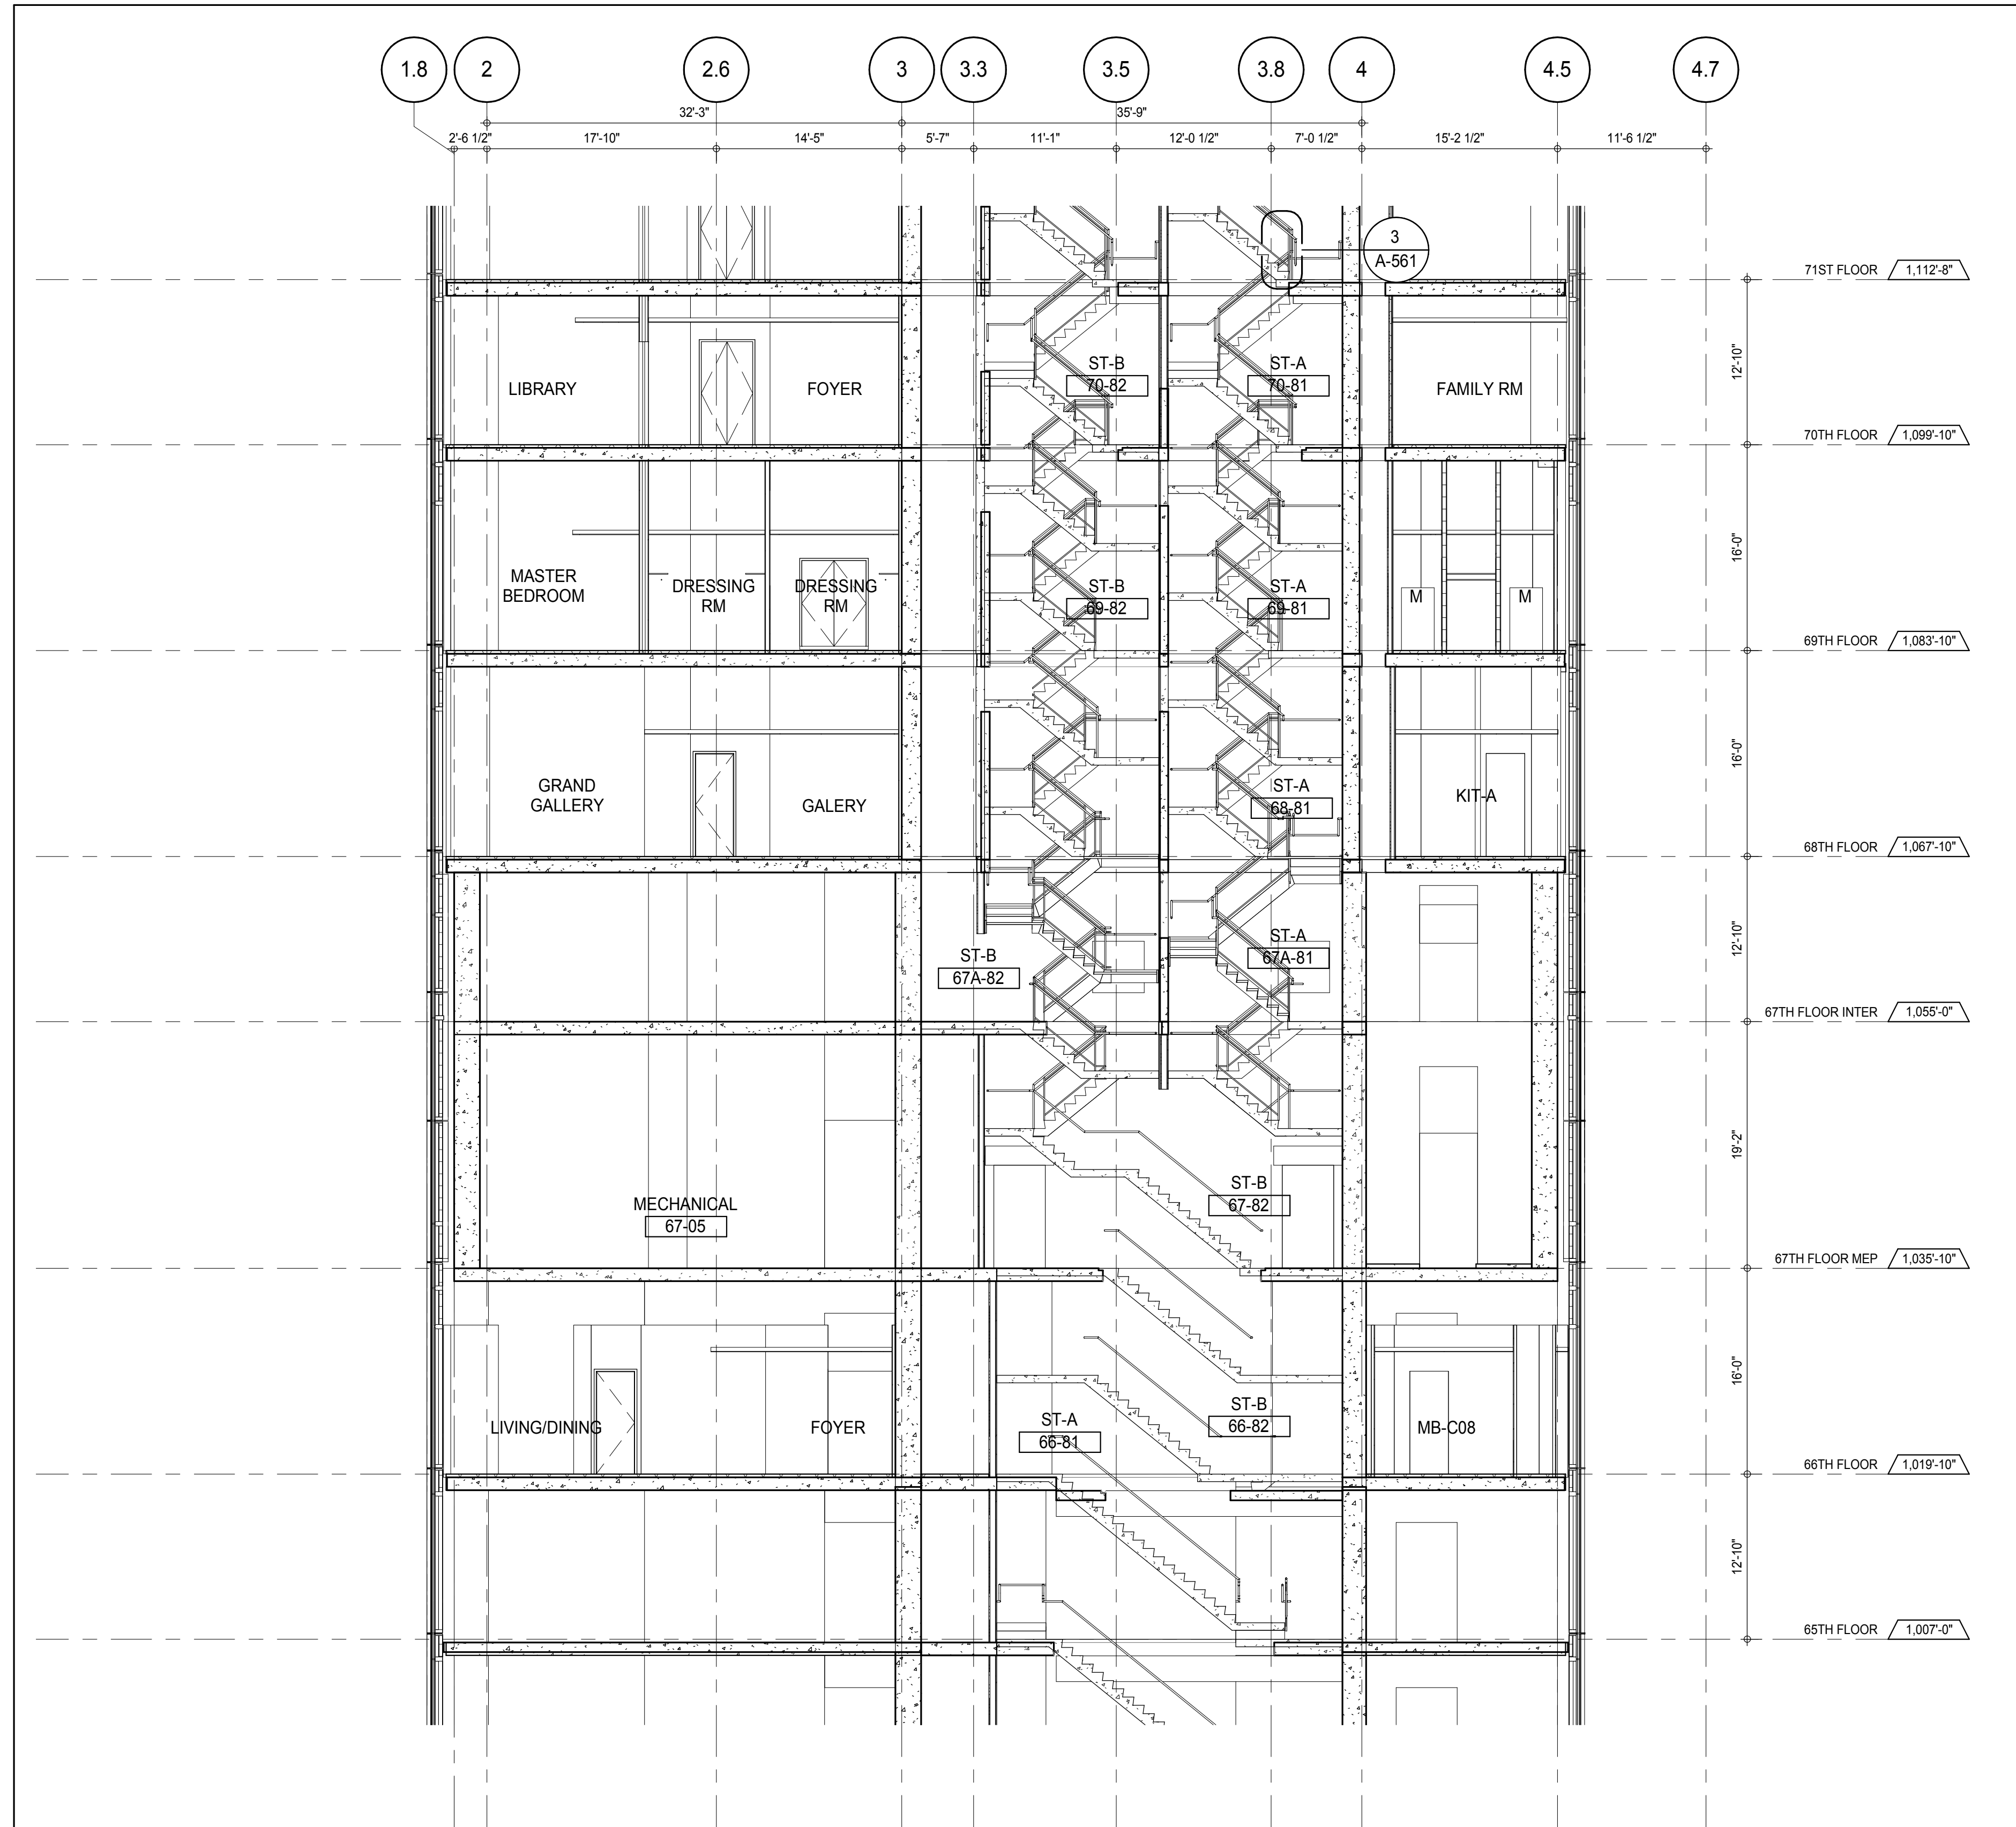 1.8 2 2.6 3 3.3 3.5 3.8 4 4.5 4.7
32'-3" 35'-9"
2'-6 1/2" 17'-10" 14'-5" 5'-7" 11'-1" 12'-0 1/2" 7'-0 1/2" 15'-2 1/2" 11'-6 1/2"
3
A-561
71ST FLOOR 1,112'-8"
12'-10"
ST-B ST-A
70-82 70-81
LIBRARY FOYER FAMILY RM
70TH FLOOR 1,099'-10"
16'-0"
MASTER
BEDROOM
DRESSING
RM
DRESSING
RM
ST-B
69-82
ST-A
69-81
M M
69TH FLOOR 1,083'-10"
16'-0"
GRAND
GALLERY
GALERY
ST-A
68-81
KIT-A
68TH FLOOR 1,067'-10"
12'-10"
ST-B
67A-82
ST-A
67A-81
67TH FLOOR INTER 1,055'-0"
19'-2"
MECHANICAL
67-05
ST-B
67-82
67TH FLOOR MEP 1,035'-10"
16'-0"
LIVING/DINING FOYER
ST-A
66-81
ST-B
66-82
MB-C08
66TH FLOOR 1,019'-10"
12'-10"
65TH FLOOR 1,007'-0"